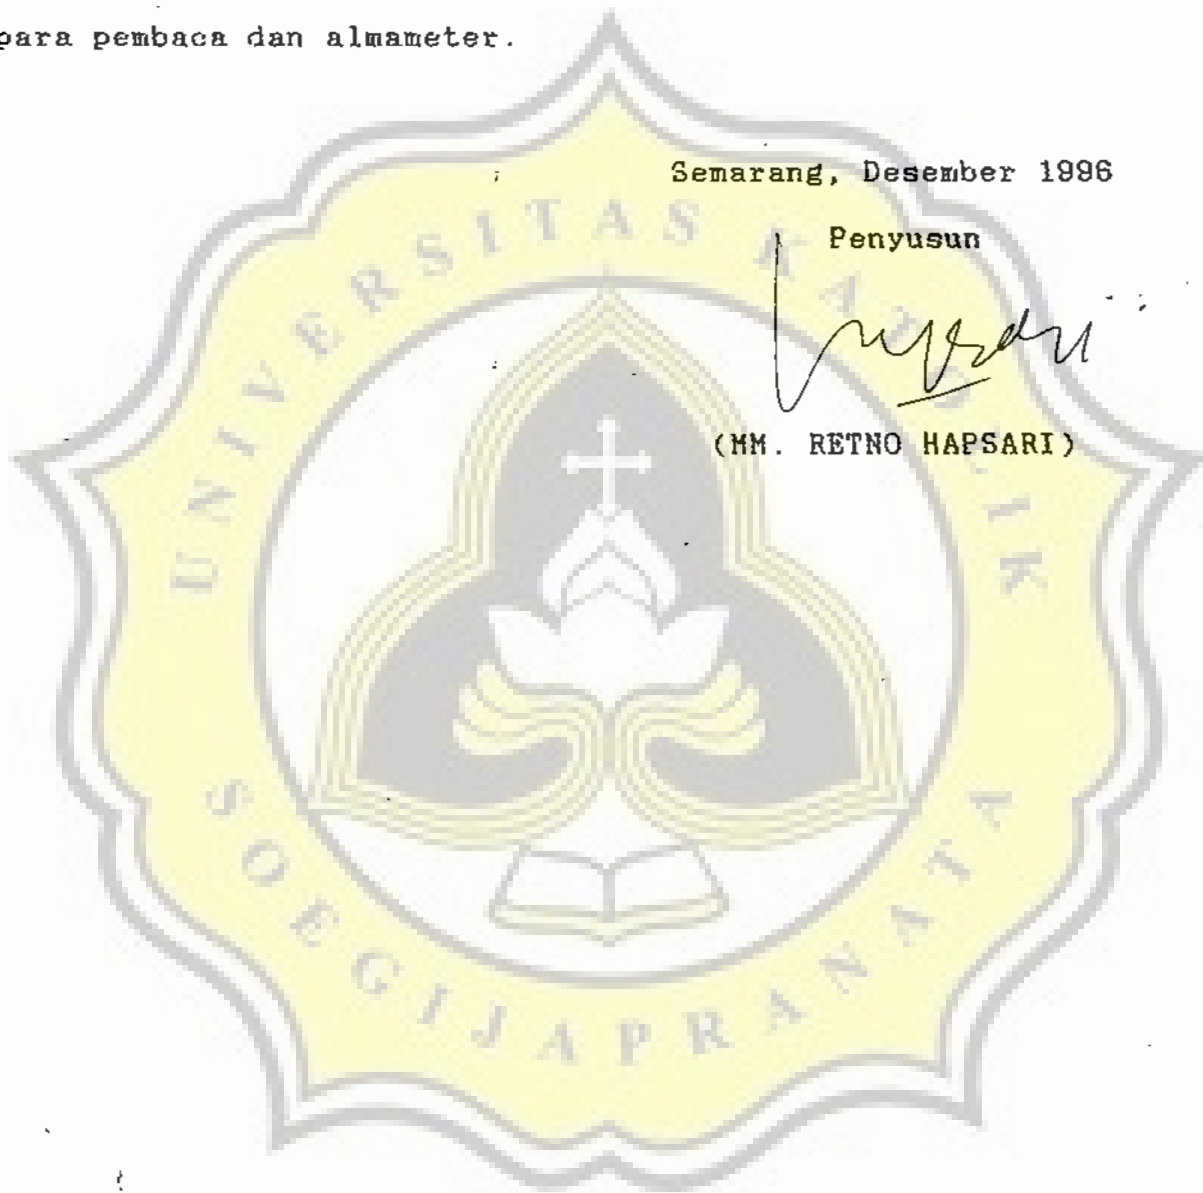 para pembaca dan almameter.
Semarang, Desember 1996
Penyusun
(MM. RETNO HAPSARI)
UNIVERSITAS KATOLIK
SOEGIJAPRANATA